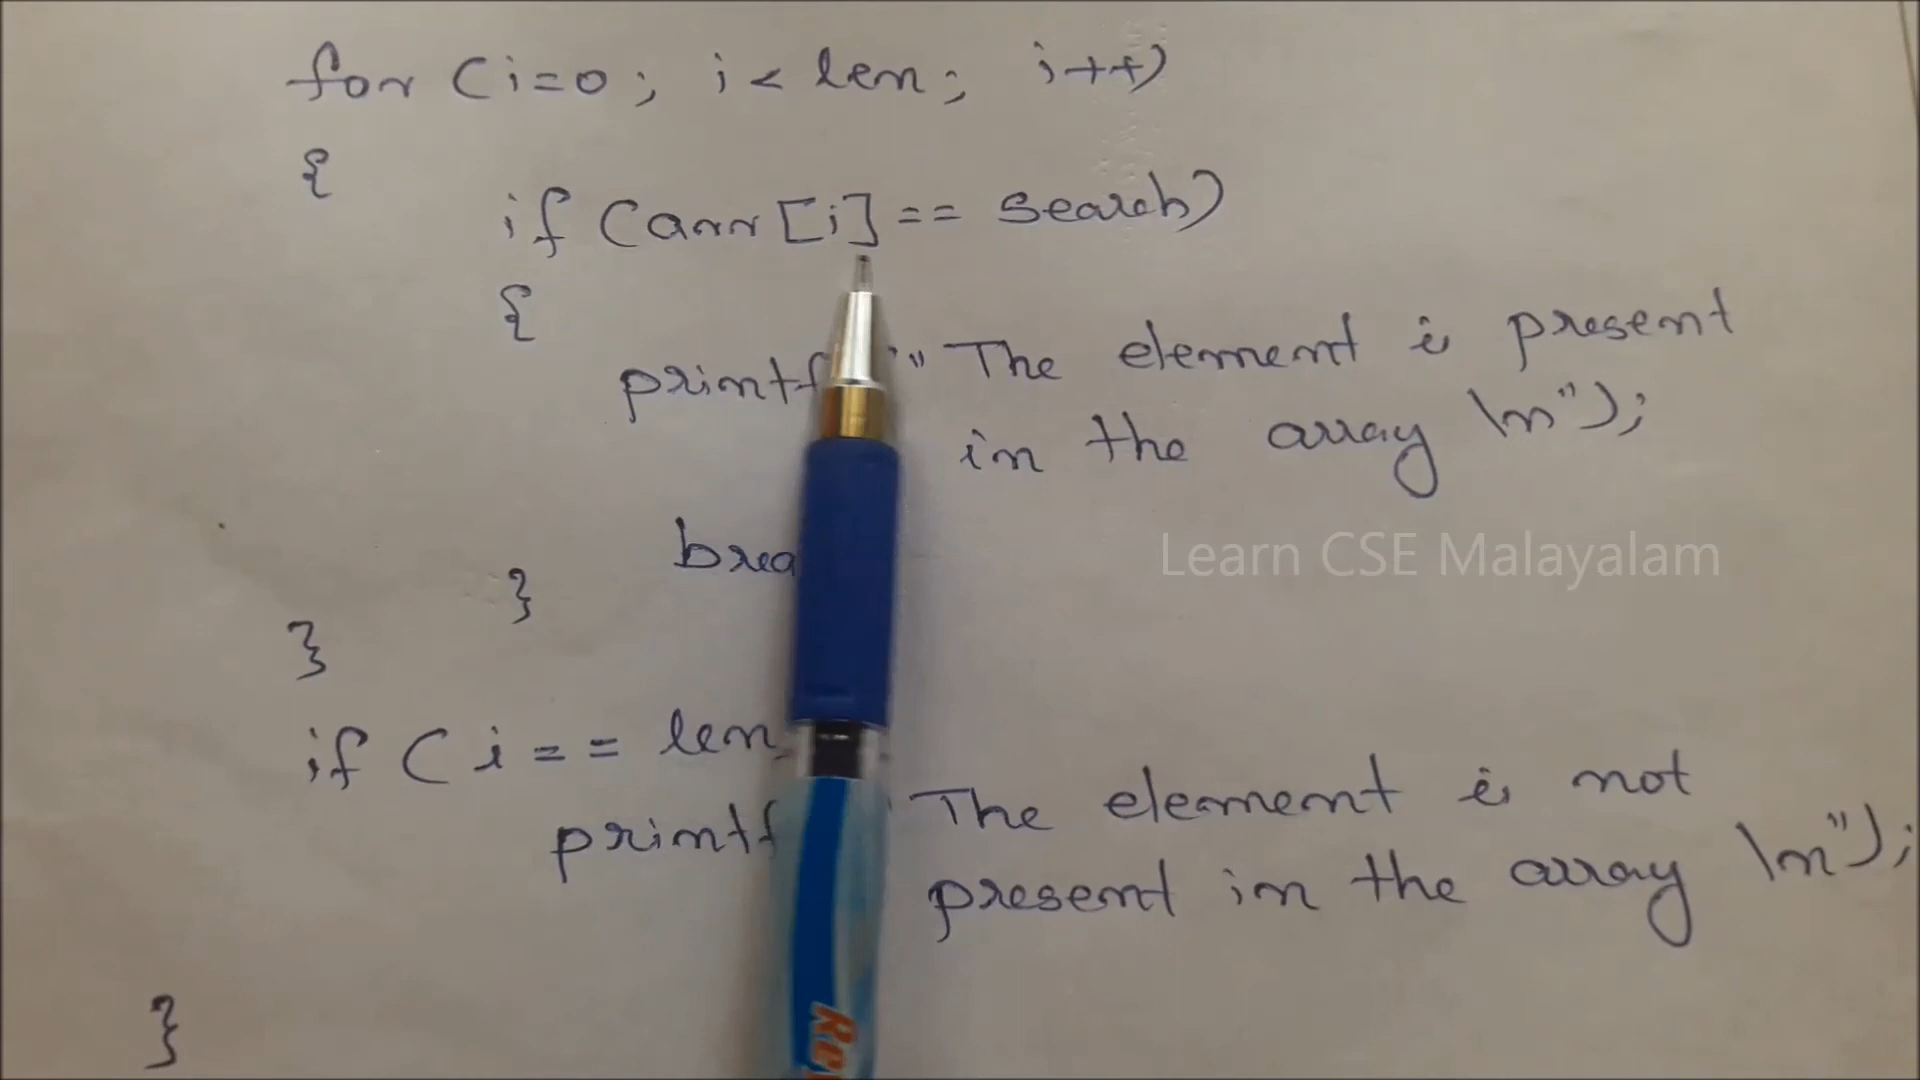 for (i=0; i< len; i++)
{
if (arr[i]== search)
{
printf " The element is present
in the array \n");
}
}
if (i== len
printf The element is not
present in the array \n");
}
Learn CSE Malayalam